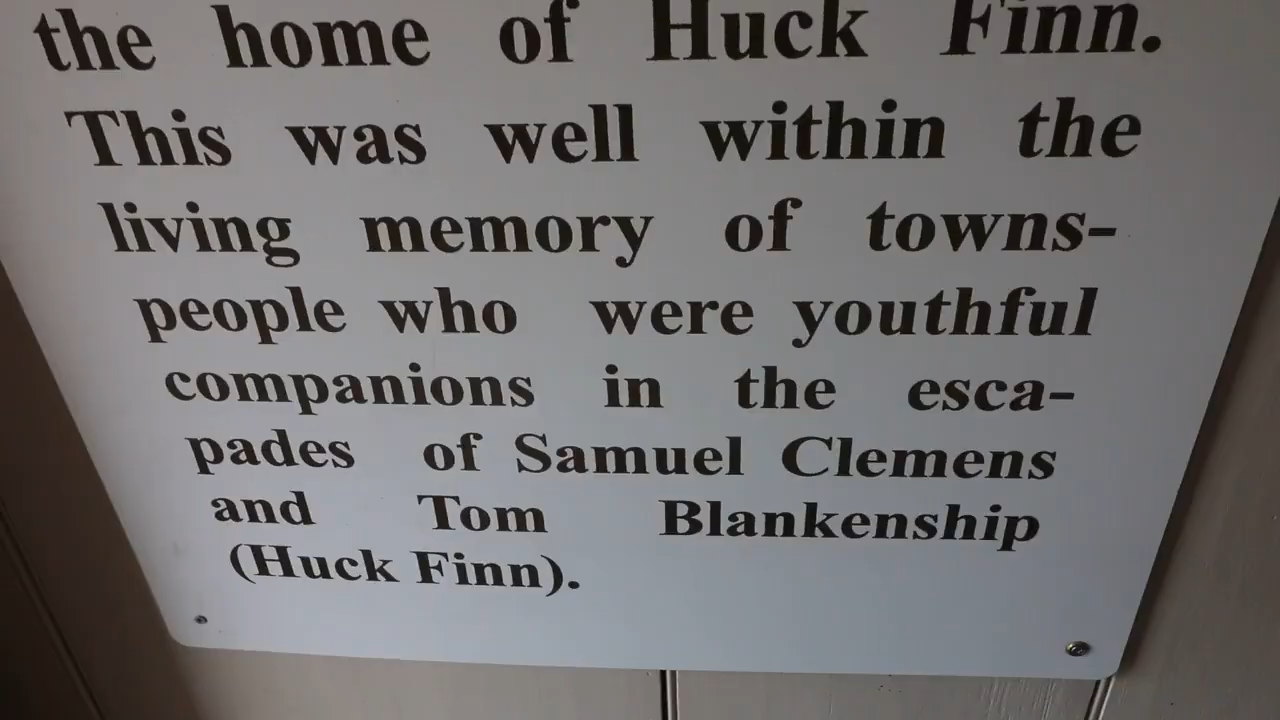 the home of Huck Finn.
This was well within the
living memory of towns-
people who were youthful
companions in the esca-
pades of Samuel Clemens
and Tom Blankenship
(Huck Finn).